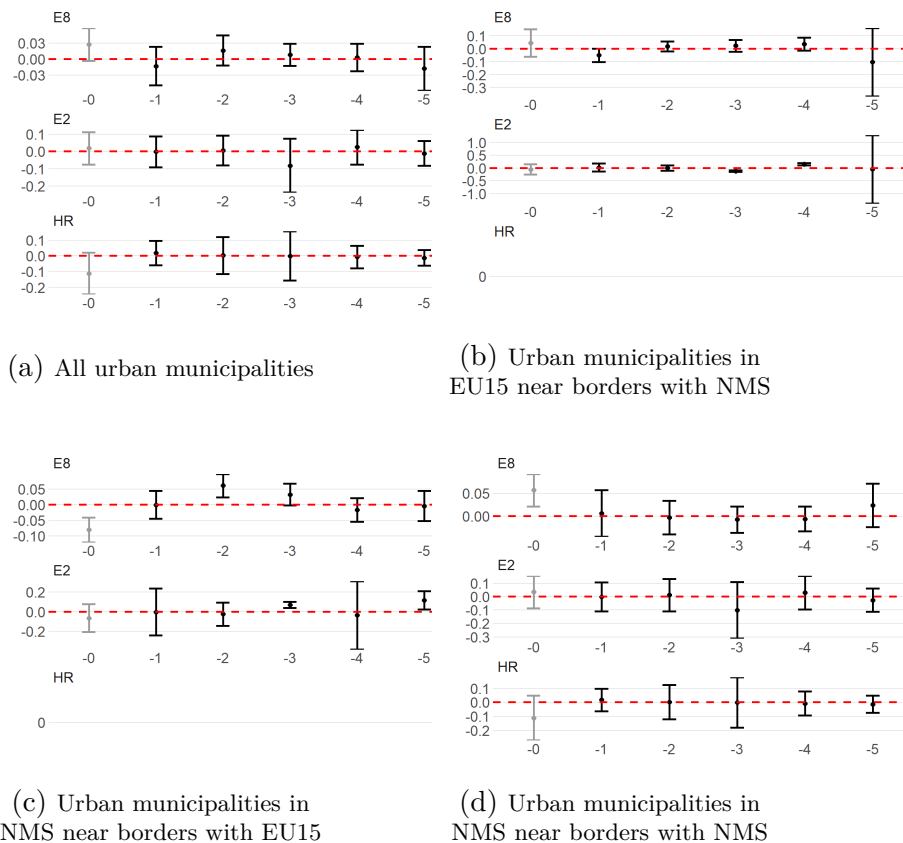 E8
0.03
0.00
-0.03
-0 -1 -2 -3 -4 -5
E2
0.1
0.0
-0.1
-0.2
-0 -1 -2 -3 -4 -5
HR
0.1
0.0
-0.1
-0.2
-0 -1 -2 -3 -4 -5
(a) All urban municipalities
E8
0.1
0.0
-0.1
-0.2
-0.3
-0 -1 -2 -3 -4 -5
E2
1.0
0.5
0.0
-0.5
-1.0
-0 -1 -2 -3 -4 -5
HR
0
(b) Urban municipalities in
EU15 near borders with NMS
E8
0.05
0.00
-0.05
-0.10
-0 -1 -2 -3 -4 -5
E2
0.2
0.0
-0.2
-0 -1 -2 -3 -4 -5
HR
0
(c) Urban municipalities in
NMS near borders with EU15
E8
0.05
0.00
-0 -1 -2 -3 -4 -5
E2
0.1
0.0
-0.1
-0.2
-0.3
-0 -1 -2 -3 -4 -5
HR
0.1
0.0
-0.1
-0.2
-0 -1 -2 -3 -4 -5
(d) Urban municipalities in
NMS near borders with NMS